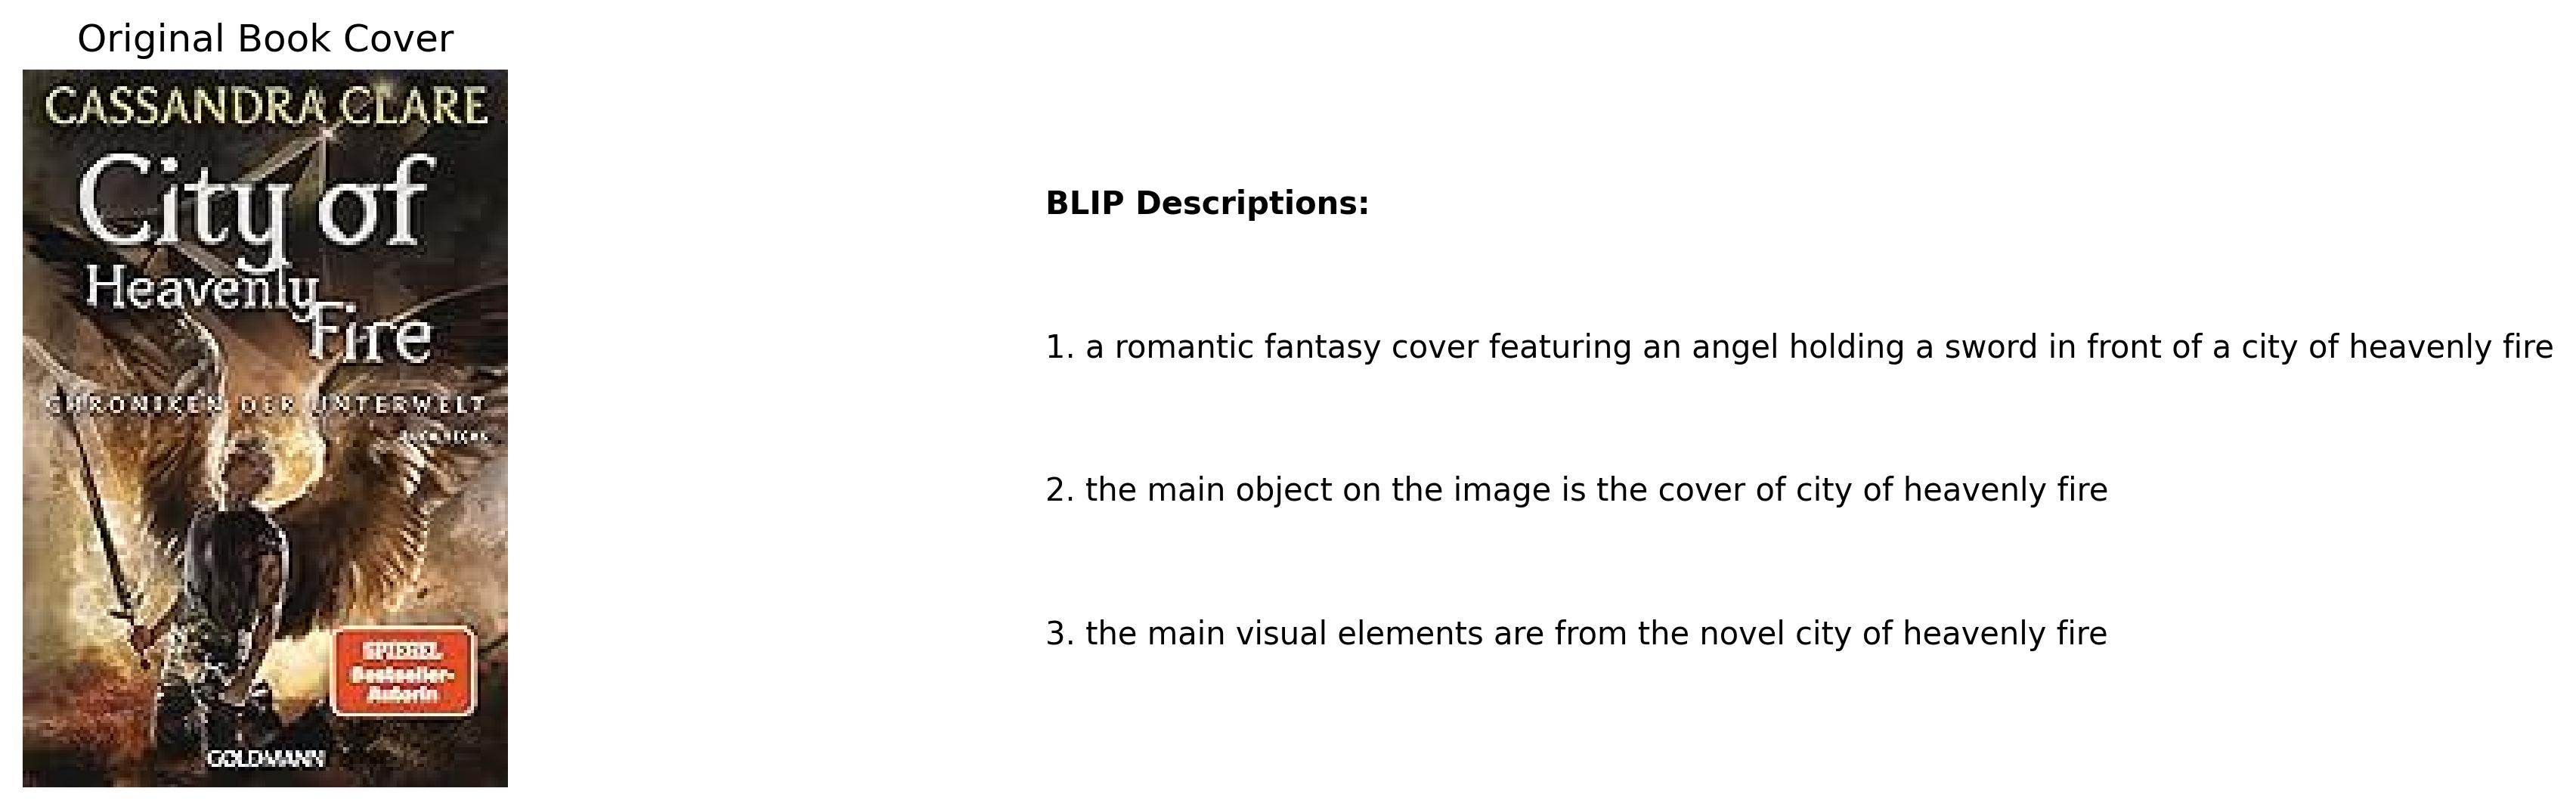 Original Book Cover
CASSANDRA CLARE
City of
Heavenly
Fire
CHRONIKEN DER UNTERWELT
BUCH SECHS
SPIEGEL
Bestseller-
Autorin
GOLDMANN
BLIP Descriptions:
1. a romantic fantasy cover featuring an angel holding a sword in front of a city of heavenly fire
2. the main object on the image is the cover of city of heavenly fire
3. the main visual elements are from the novel city of heavenly fire